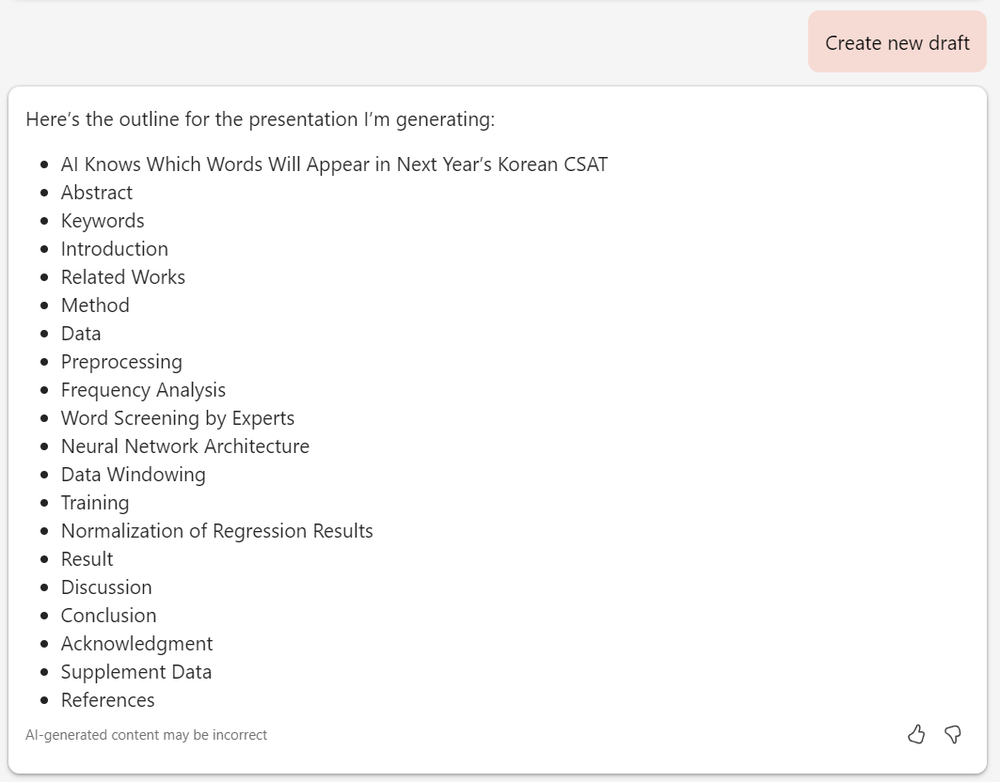 Create new draft
Here’s the outline for the presentation I’m generating:
• AI Knows Which Words Will Appear in Next Year’s Korean CSAT
• Abstract
• Keywords
• Introduction
• Related Works
• Method
• Data
• Preprocessing
• Frequency Analysis
• Word Screening by Experts
• Neural Network Architecture
• Data Windowing
• Training
• Normalization of Regression Results
• Result
• Discussion
• Conclusion
• Acknowledgment
• Supplement Data
• References
AI-generated content may be incorrect